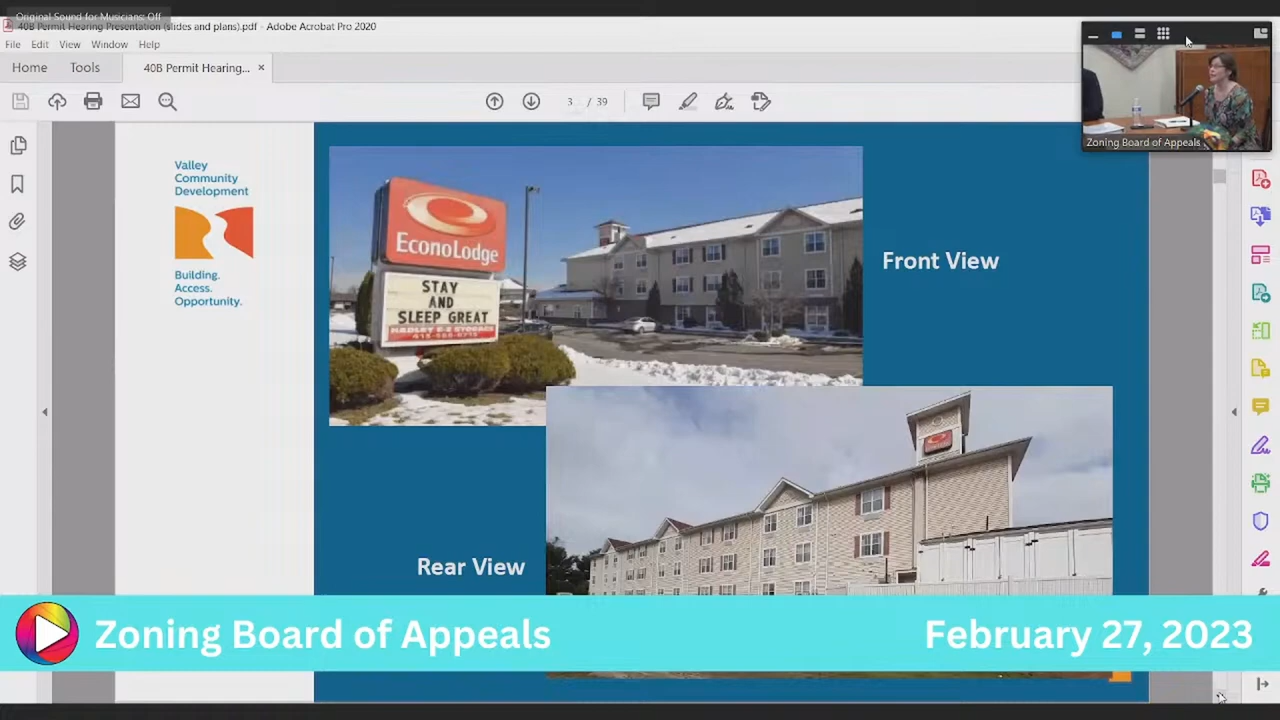 Original Sound for Musicians: Off
40B Permit Hearing Presentation (slides and plans).pdf - Adobe Acrobat Pro 2020
File Edit View Window Help
Home Tools 40B Permit Hearing... ×
3 / 39
Zoning Board of Appeals
Valley
Community
Development
Building.
Access.
Opportunity.
EconoLodge
STAY
AND
SLEEP GREAT
HADLEY E-Z STORAGE
Front View
Rear View
Zoning Board of Appeals
February 27, 2023